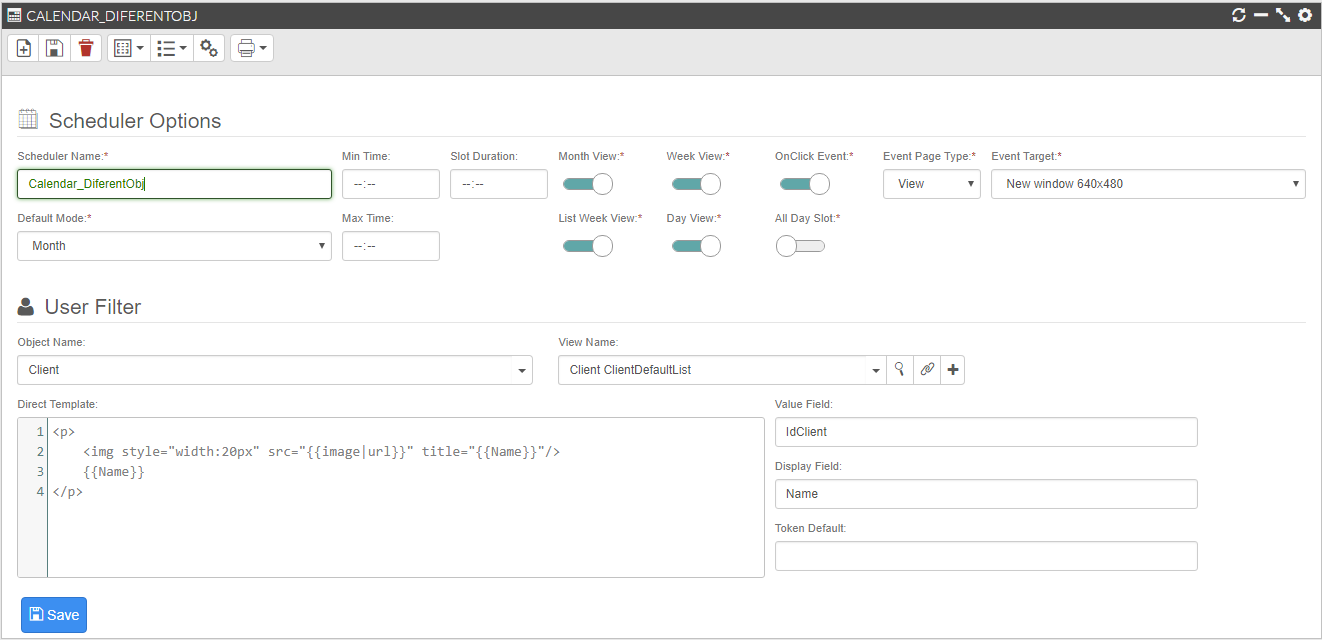 CALENDAR_DIFERENTOBJ
Scheduler Options
Scheduler Name:* Min Time: Slot Duration: Month View:* Week View:* OnClick Event:* Event Page Type:* Event Target:*
Calendar_DiferentObj --:-- --:-- View New window 640x480
Default Mode:* Max Time: List Week View:* Day View:* All Day Slot:*
Month --:--
User Filter
Object Name: View Name:
Client Client ClientDefaultList
Direct Template: Value Field:
1 <p>
IdClient
2 <img style="width:20px" src="{{image|url}}" title="{{Name}}"/>
Display Field:
3 {{Name}}
4 </p>
Name
Token Default:
Save